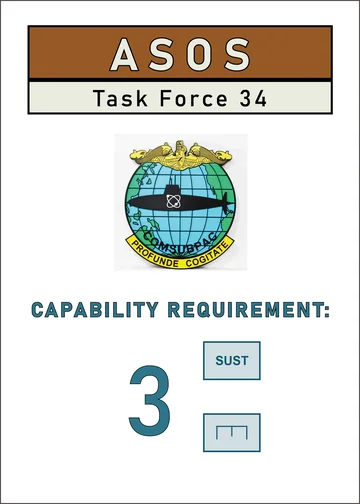 ASOS
Task Force 34
COMSUBPAC
PROFUNDE COGITATE
CAPABILITY REQUIREMENT:
3
SUST